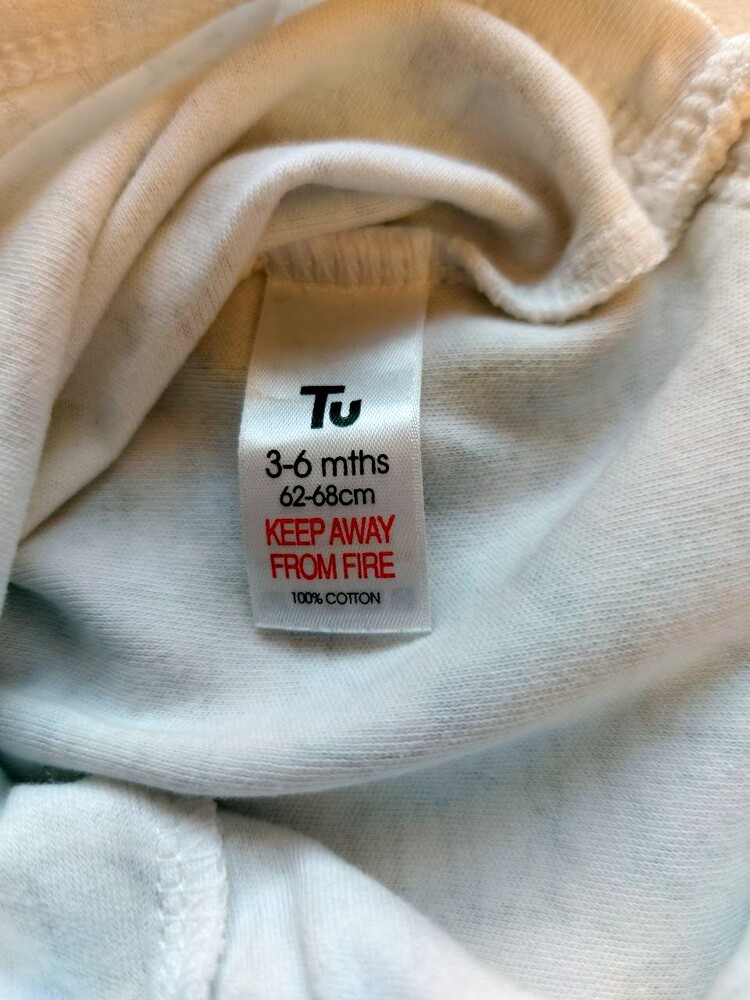 Tu
3-6 mths
62-68cm
KEEP AWAY
FROM FIRE
100% COTTON